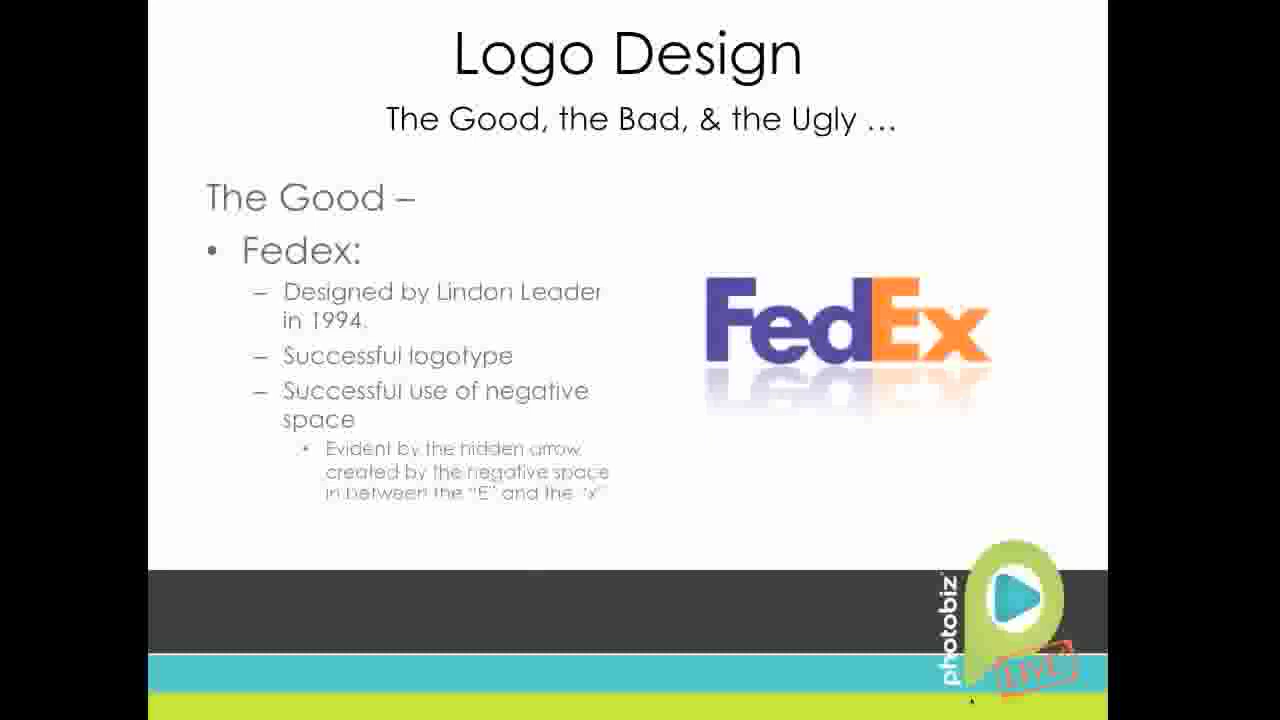 Logo Design
The Good, the Bad, & the Ugly ...
The Good –
• Fedex:
– Designed by Lindon Leader
in 1994.
– Successful logotype
– Successful use of negative
space
• Evident by the hidden arrow
created by the negative space
in between the “E” and the “x”
FedEx
photobiz
LIVE